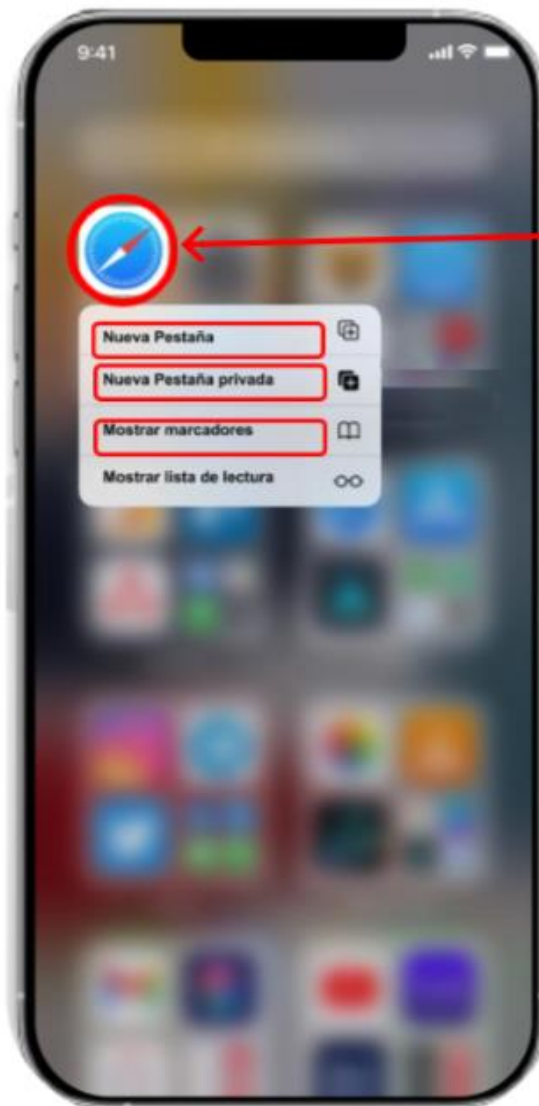 9:41
Nueva Pestaña
Nueva Pestaña privada
Mostrar marcadores
Mostrar lista de lectura